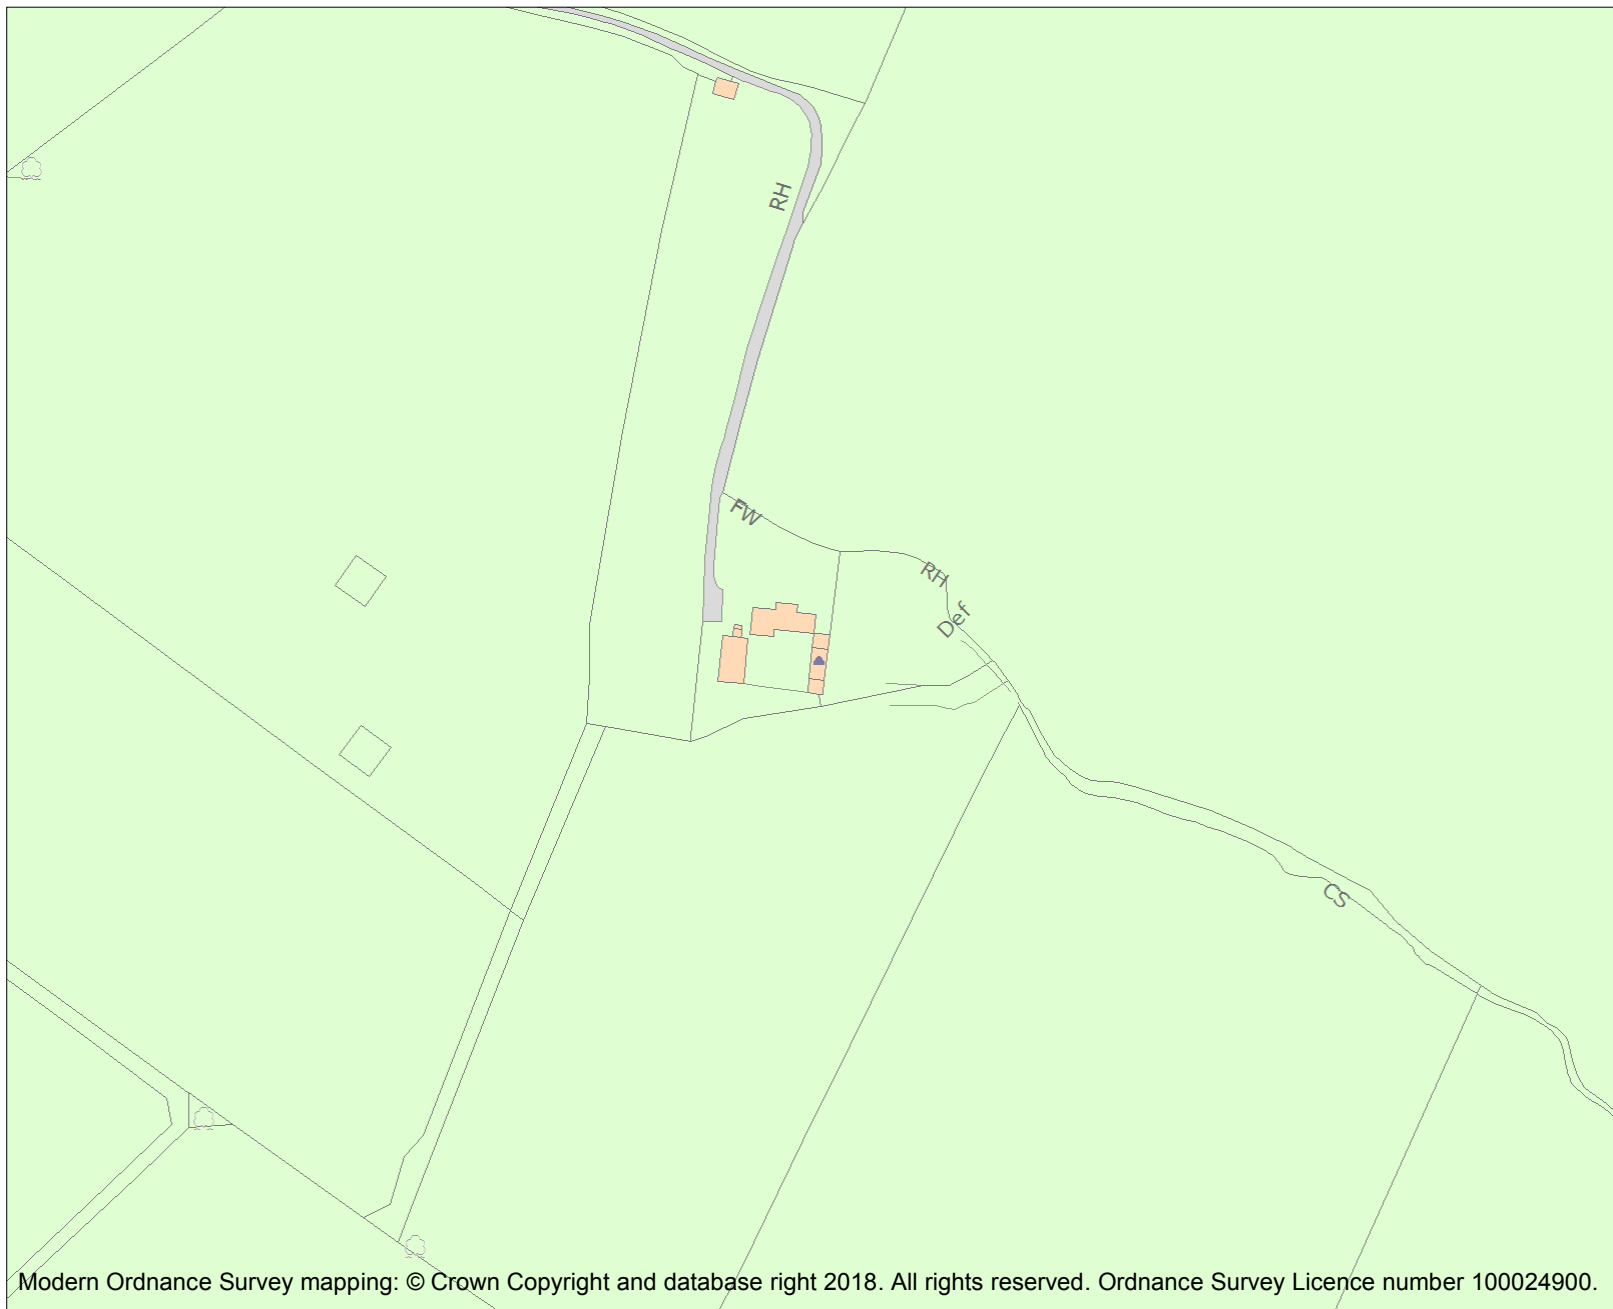 RH
FW
RH
Def
CS
Modern Ordnance Survey mapping: © Crown Copyright and database right 2018. All rights reserved. Ordnance Survey Licence number 100024900.